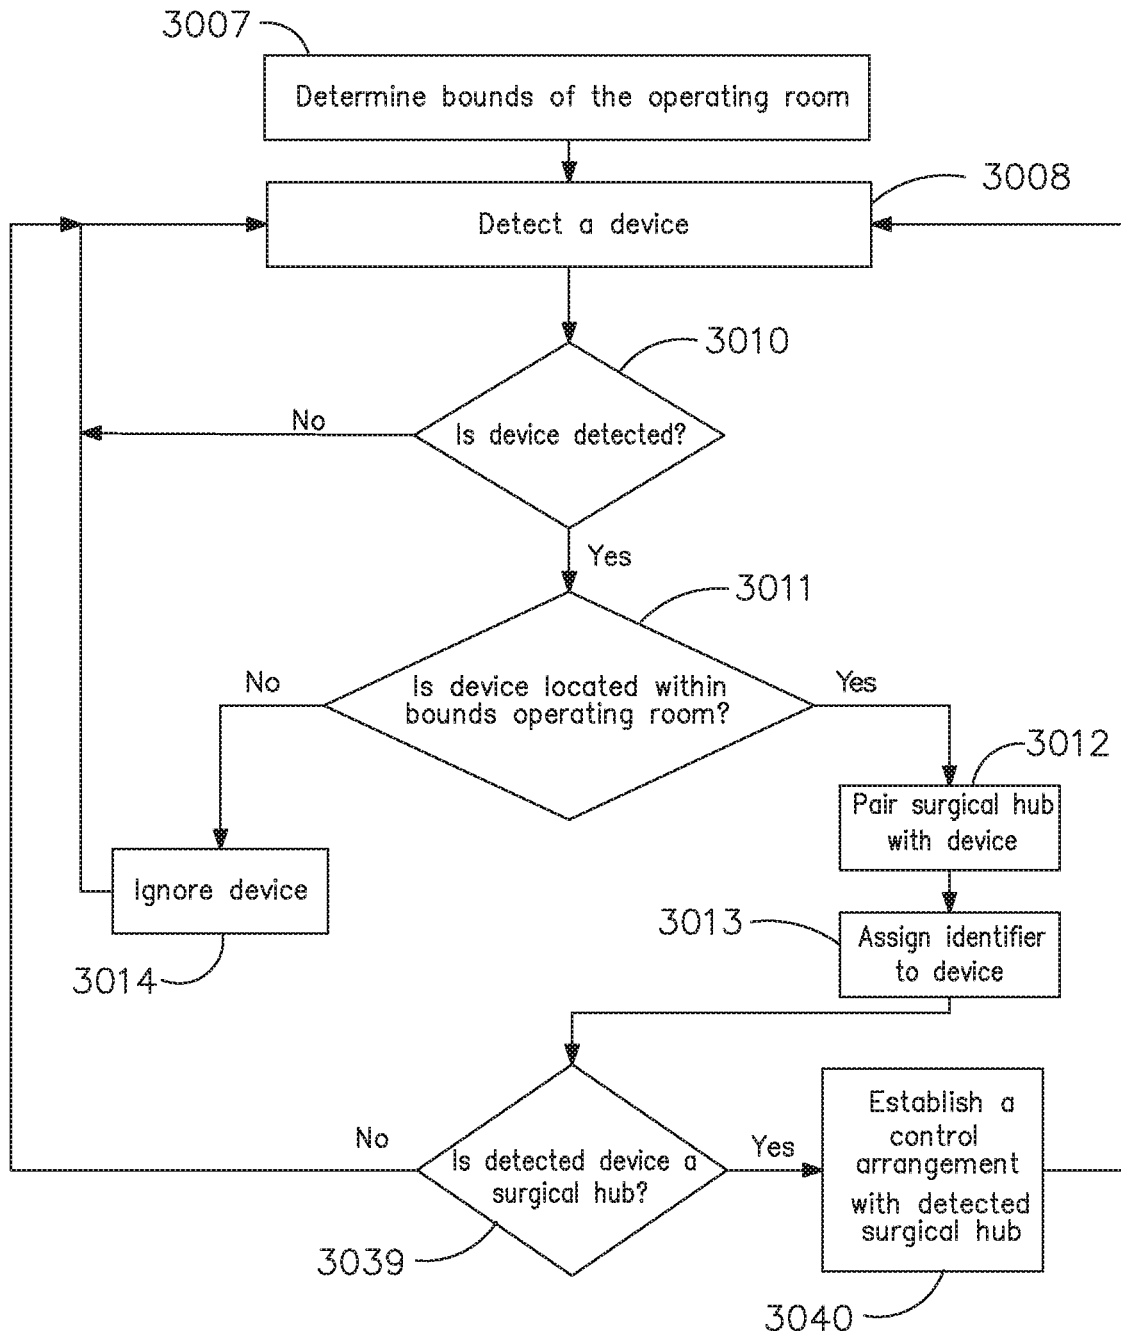 3007
Determine bounds of the operating room
3008
Detect a device
3010
No
Is device detected?
Yes
3011
No
Is device located within
bounds operating room?
Yes
3012
Pair surgical hub
with device
Ignore device
3013
Assign identifier
to device
3014
No
Is detected device a
surgical hub?
Yes
Establish a
control
arrangement
with detected
surgical hub
3039
3040